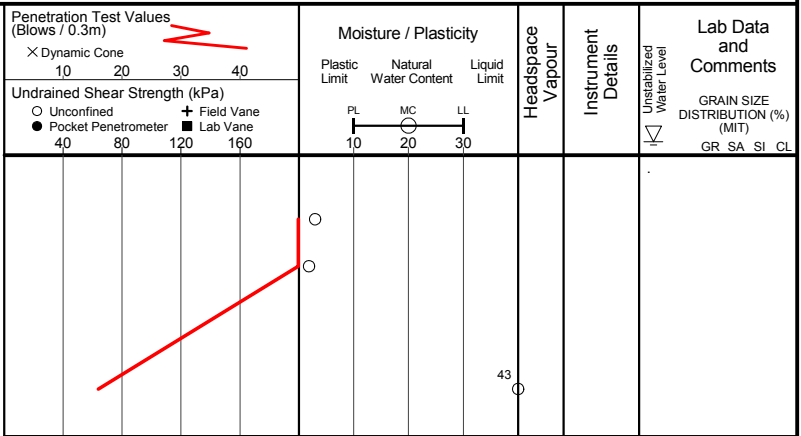 Penetration Test Values
(Blows / 0.3m)
× Dynamic Cone
10 20 30 40
Undrained Shear Strength (kPa)
○ Unconfined + Field Vane
● Pocket Penetrometer ■ Lab Vane
40 80 120 160
Moisture / Plasticity
Plastic Limit
Natural Water Content
Liquid Limit
PL MC LL
10 20 30
Headspace
Vapour
Instrument
Details
Unstabilized
Water Level
Lab Data
and
Comments
GRAIN SIZE
DISTRIBUTION (%)
(MIT)
GR SA SI CL
43